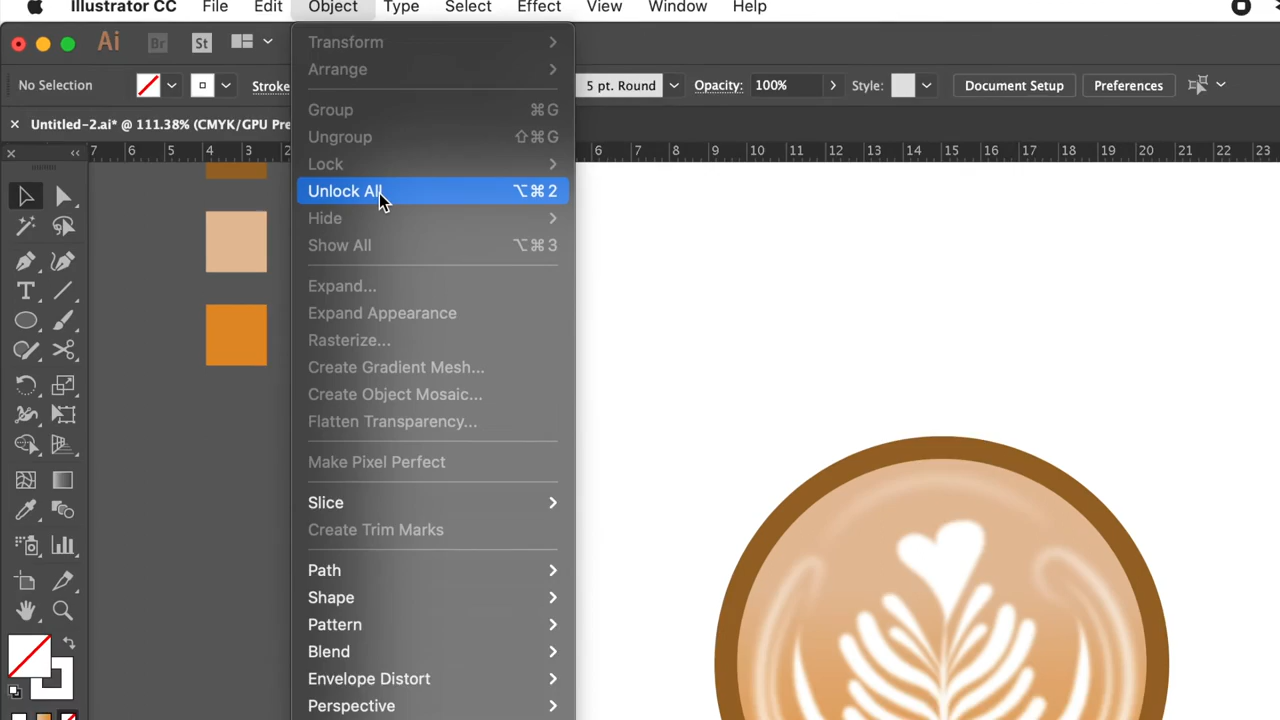 Illustrator CC File Edit Object Type Select Effect View Window Help
Ai Br St
No Selection Stroke 5 pt. Round Opacity: 100% Style: Document Setup Preferences
× Untitled-2.ai* @ 111.38% (CMYK/GPU Pre
7 6 5 4 3 2 6 7 8 9 10 11 12 13 14 15 16 17 18 19 20 21 22 23
Transform
Arrange
Group ⌘G
Ungroup ⇧⌘G
Lock
Unlock All ⌥⌘2
Hide
Show All ⌥⌘3
Expand...
Expand Appearance
Rasterize...
Create Gradient Mesh...
Create Object Mosaic...
Flatten Transparency...
Make Pixel Perfect
Slice
Create Trim Marks
Path
Shape
Pattern
Blend
Envelope Distort
Perspective